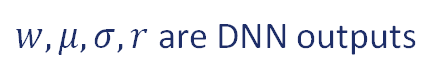 w, μ, σ, r are DNN outputs